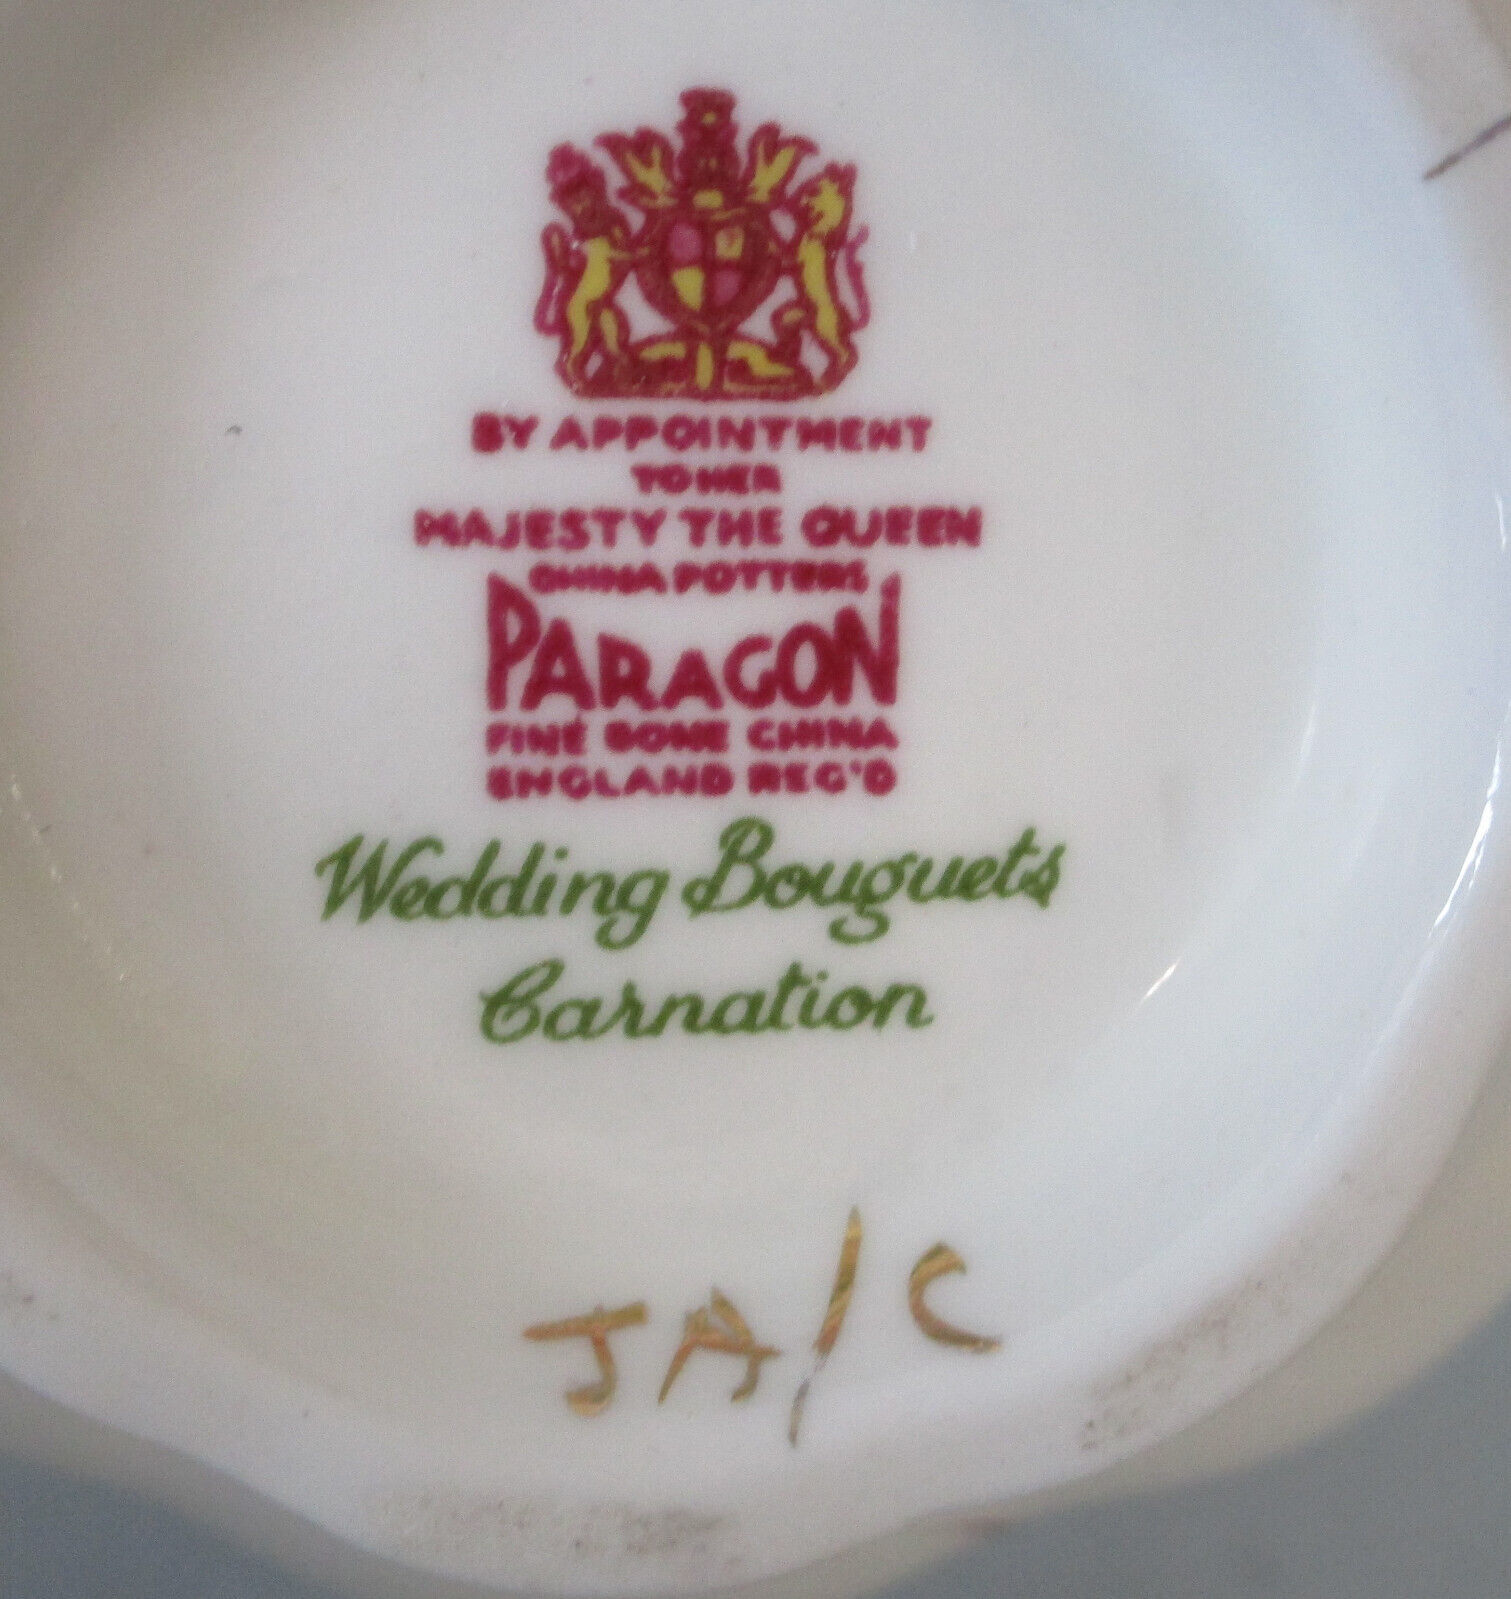 BY APPOINTMENT
TO HER
MAJESTY THE QUEEN
CHINA POTTERS
PARAGON
FINE BONE CHINA
ENGLAND REG'D
Wedding Bouquets
Carnation
JA/C